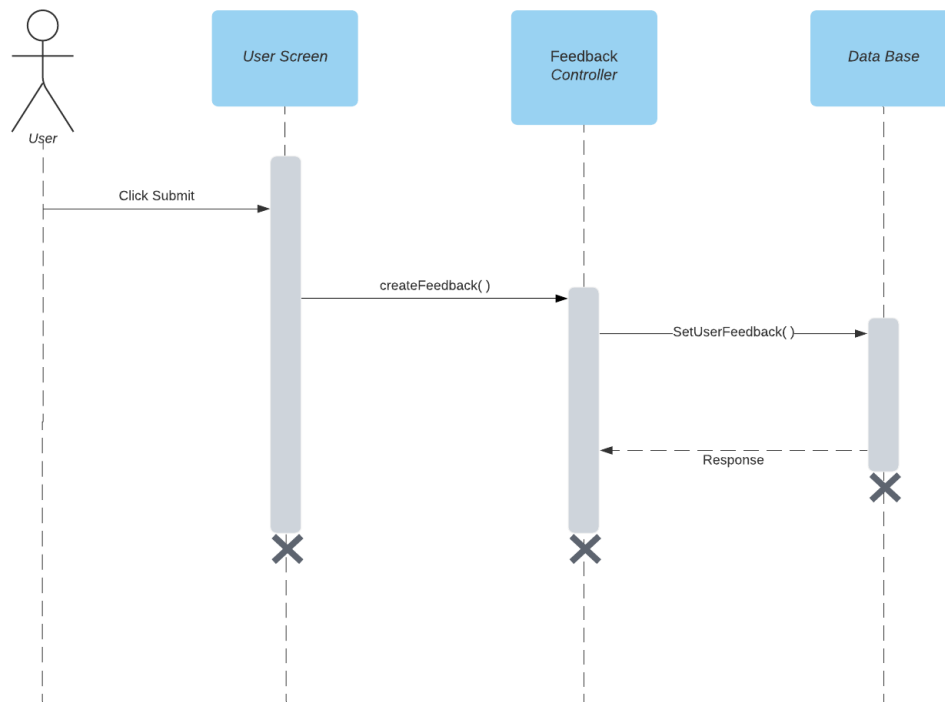 User Screen
Feedback
Controller
Data Base
User
Click Submit
createFeedback( )
SetUserFeedback( )
Response